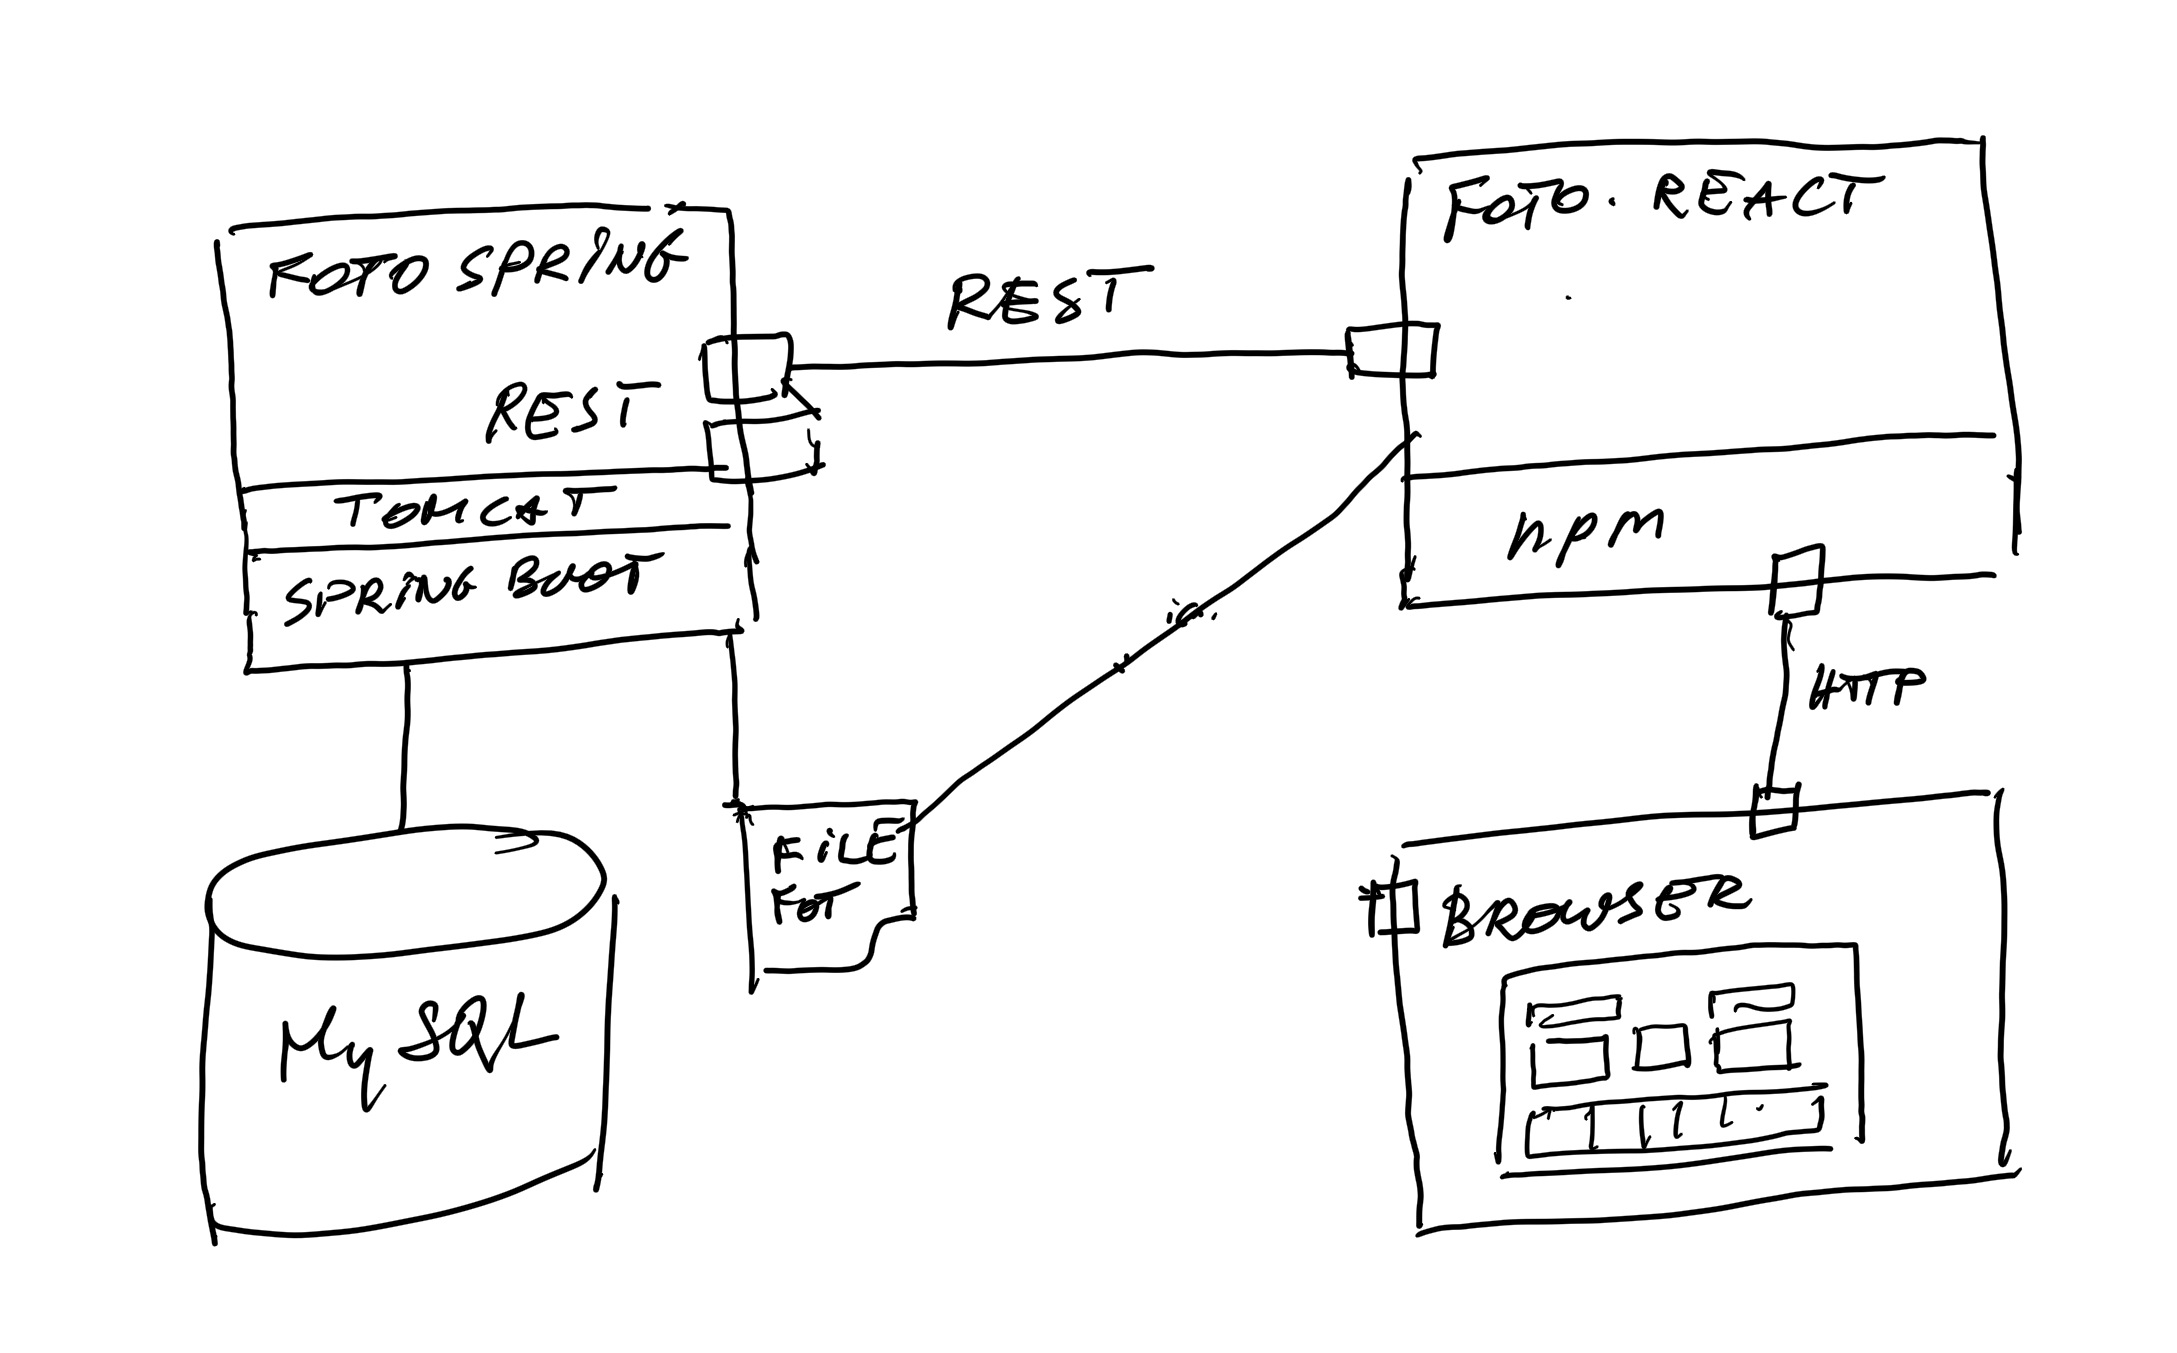 FOTO SPRING
REST
TOMCAT
SPRING BOOT
REST
FOTO. REACT
npm
HTTP
FILE
FOT
MySQL
BROWSER